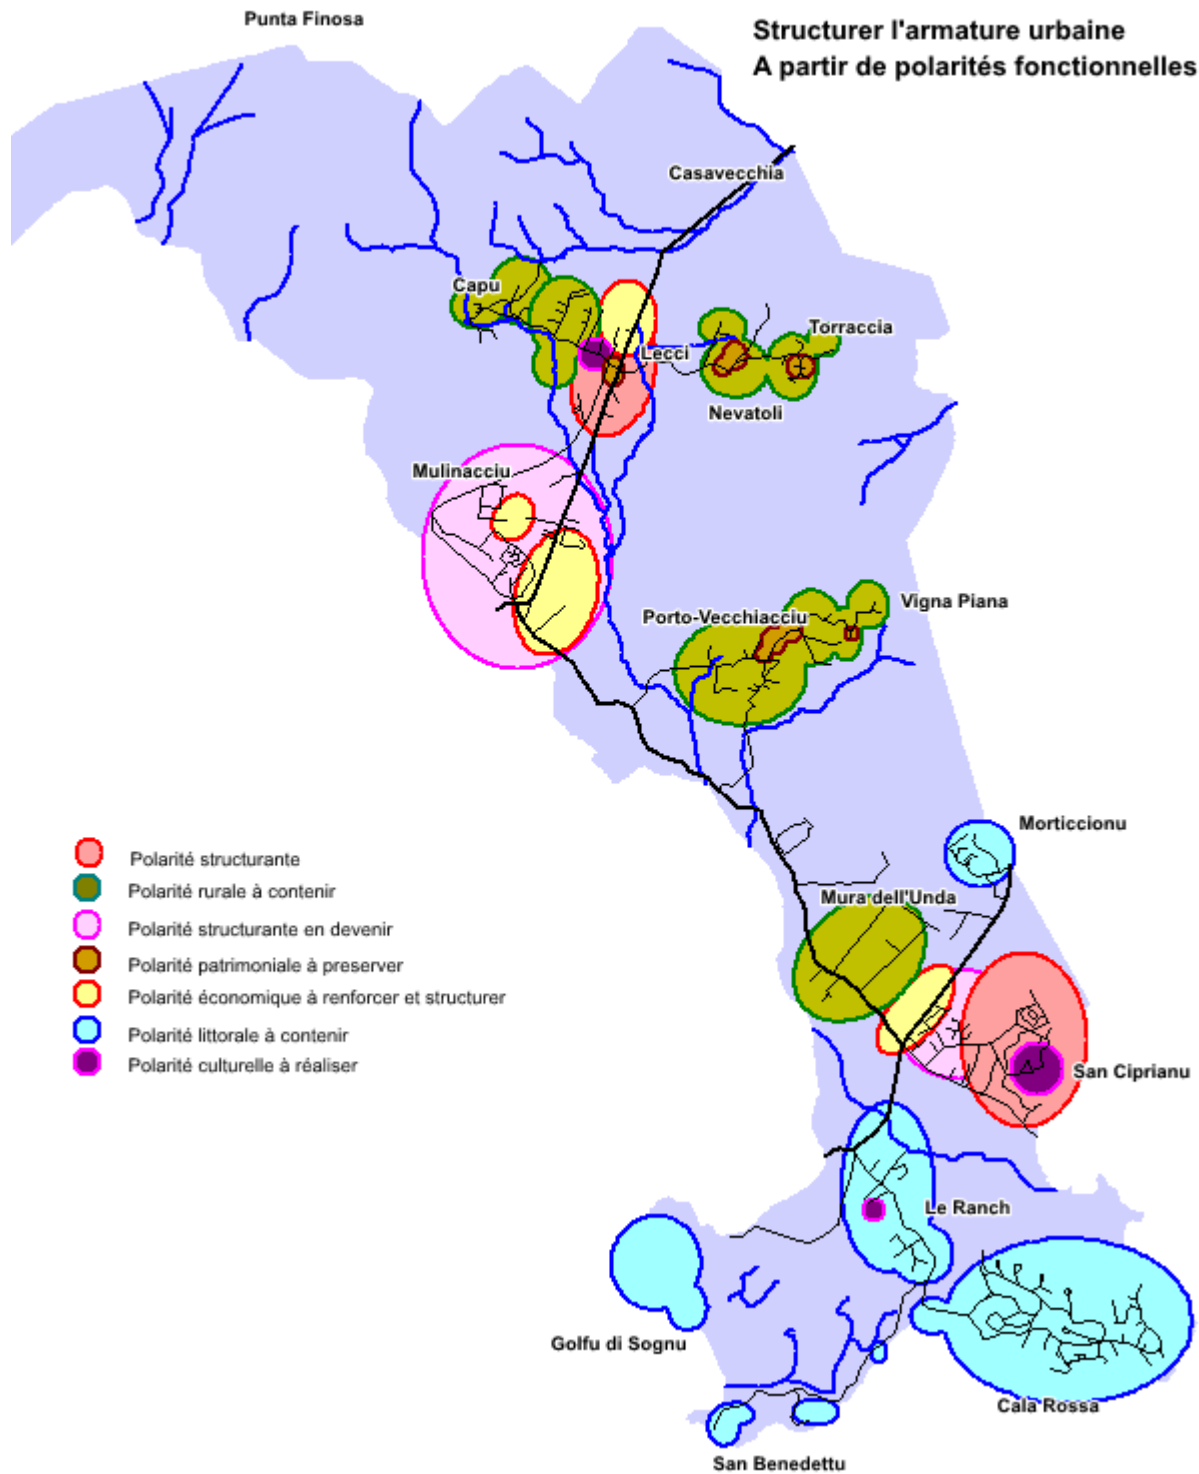 Punta Finosa
Structurer l'armature urbaine
A partir de polarités fonctionnelles
Casavecchia
Capu
Lecci
Torraccia
Nevatoli
Mulinacciu
Vigna Piana
Porto-Vecchiacciu
Morticcionu
Polarité structurante
Polarité rurale à contenir
Mura dell'Unda
Polarité structurante en devenir
Polarité patrimoniale à preserver
Polarité économique à renforcer et structurer
Polarité littorale à contenir
Polarité culturelle à réaliser
San Ciprianu
Le Ranch
Golfu di Sognu
Cala Rossa
San Benedettu